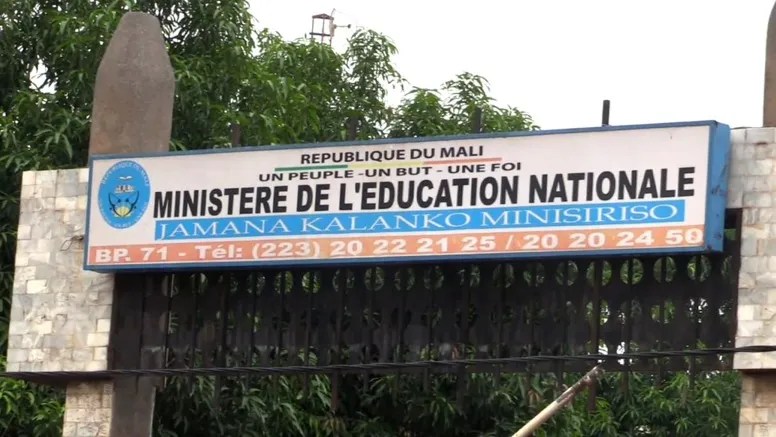 REPUBLIQUE DU MALI
UN PEUPLE -UN BUT - UNE FOI
MINISTERE DE L'EDUCATION NATIONALE
JAMANA KALANKO MINISIRISO
BP. 71 - Tél: (223) 20 22 21 25 / 20 20 24 50